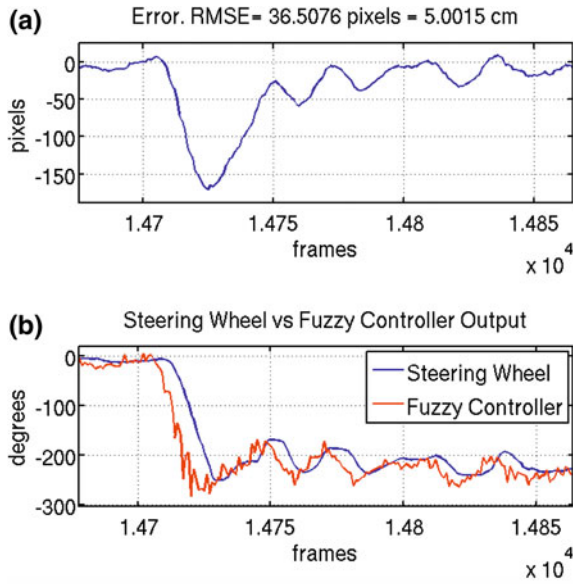 (a)
Error. RMSE= 36.5076 pixels = 5.0015 cm
pixels
0
-50
-100
-150
1.47 1.475 1.48 1.485
frames
x 10^4
(b)
Steering Wheel vs Fuzzy Controller Output
degrees
0
-100
-200
-300
Steering Wheel
Fuzzy Controller
1.47 1.475 1.48 1.485
frames
x 10^4